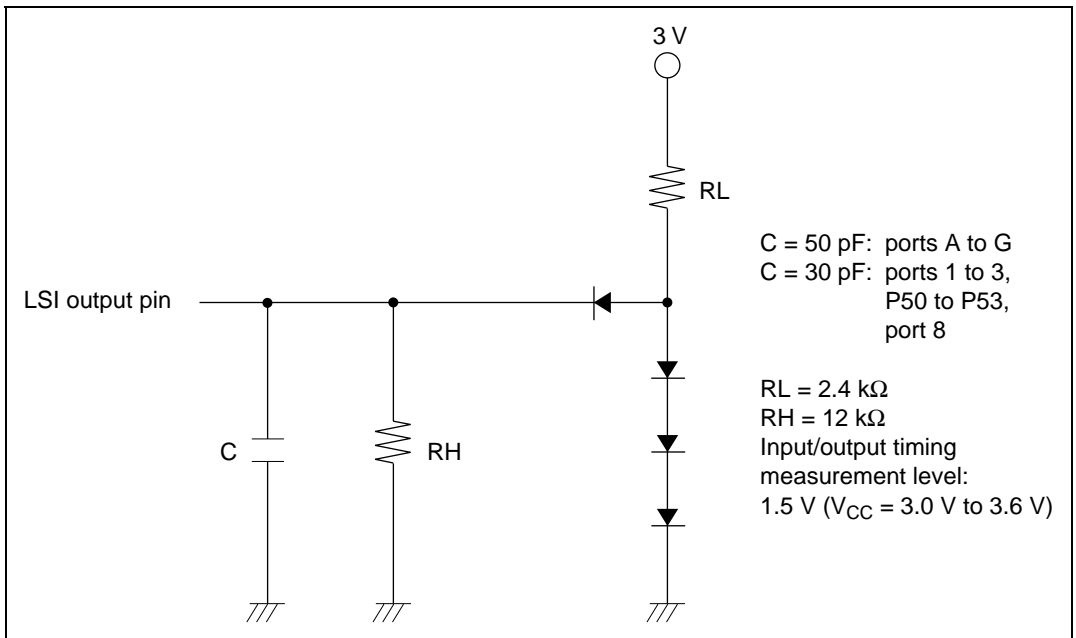 3 V
RL
C = 50 pF: ports A to G
C = 30 pF: ports 1 to 3,
P50 to P53,
port 8
LSI output pin
RL = 2.4 kΩ
RH = 12 kΩ
Input/output timing
measurement level:
1.5 V (VCC = 3.0 V to 3.6 V)
C
RH